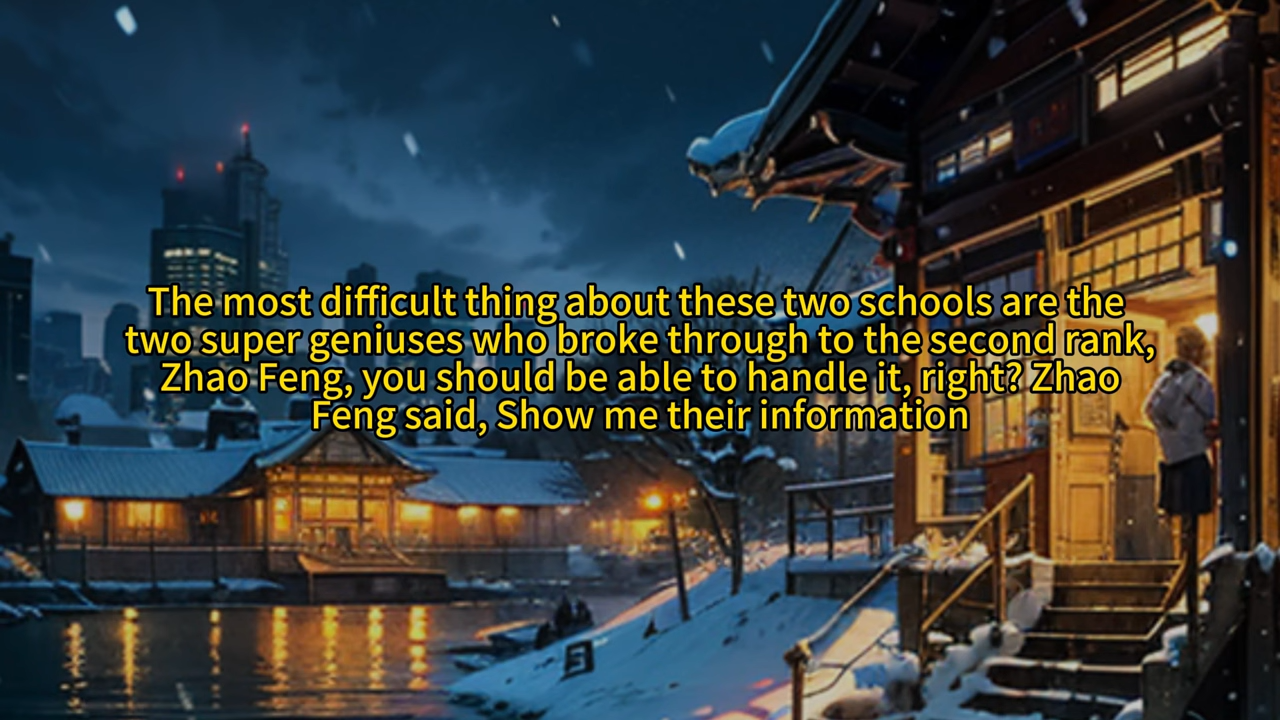 The most difficult thing about these two schools are the
two super geniuses who broke through to the second rank,
Zhao Feng, you should be able to handle it, right? Zhao
Feng said, Show me their information